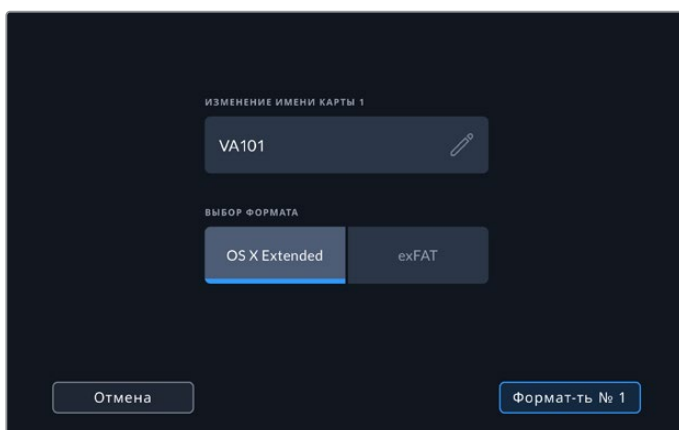 ИЗМЕНЕНИЕ ИМЕНИ КАРТЫ 1
VA101
ВЫБОР ФОРМАТА
OS X Extended exFAT
Отмена Формат-ть № 1